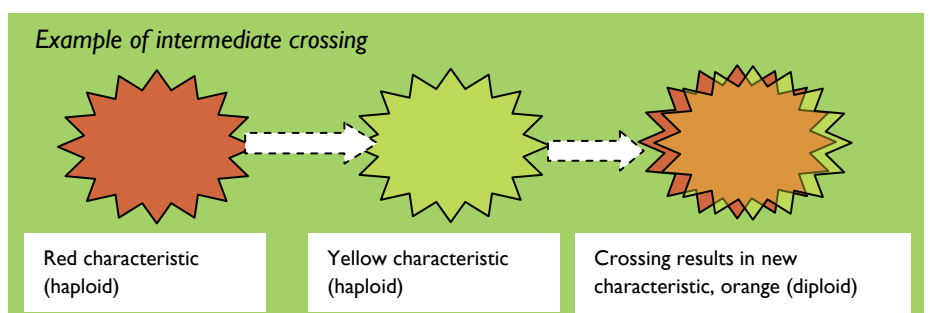 Example of intermediate crossing
Red characteristic
(haploid)
Yellow characteristic
(haploid)
Crossing results in new
characteristic, orange (diploid)